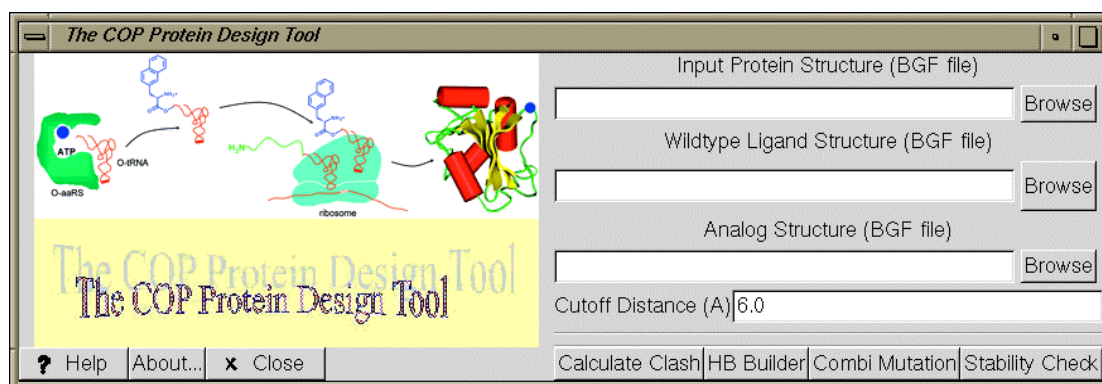 The COP Protein Design Tool
NH₃⁺
NH₃⁺
ATP
O-tRNA
O-aaRS
H₂N
ribosome
The COP Protein Design Tool
The COP Protein Design Tool
Input Protein Structure (BGF file)
Browse
Wildtype Ligand Structure (BGF file)
Browse
Analog Structure (BGF file)
Browse
Cutoff Distance (A) 6.0
? Help About... x Close
Calculate Clash HB Builder Combi Mutation Stability Check